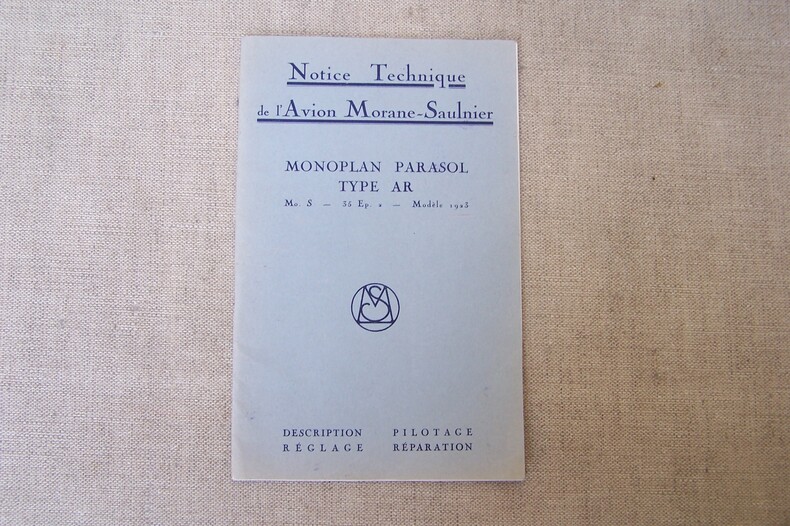 Notice Technique
de l'Avion Morane-Saulnier
MONOPLAN PARASOL
TYPE AR
Mo. S — 35 Ep. 2 — Modèle 1923
MS
DESCRIPTION PILOTAGE
RÉGLAGE RÉPARATION